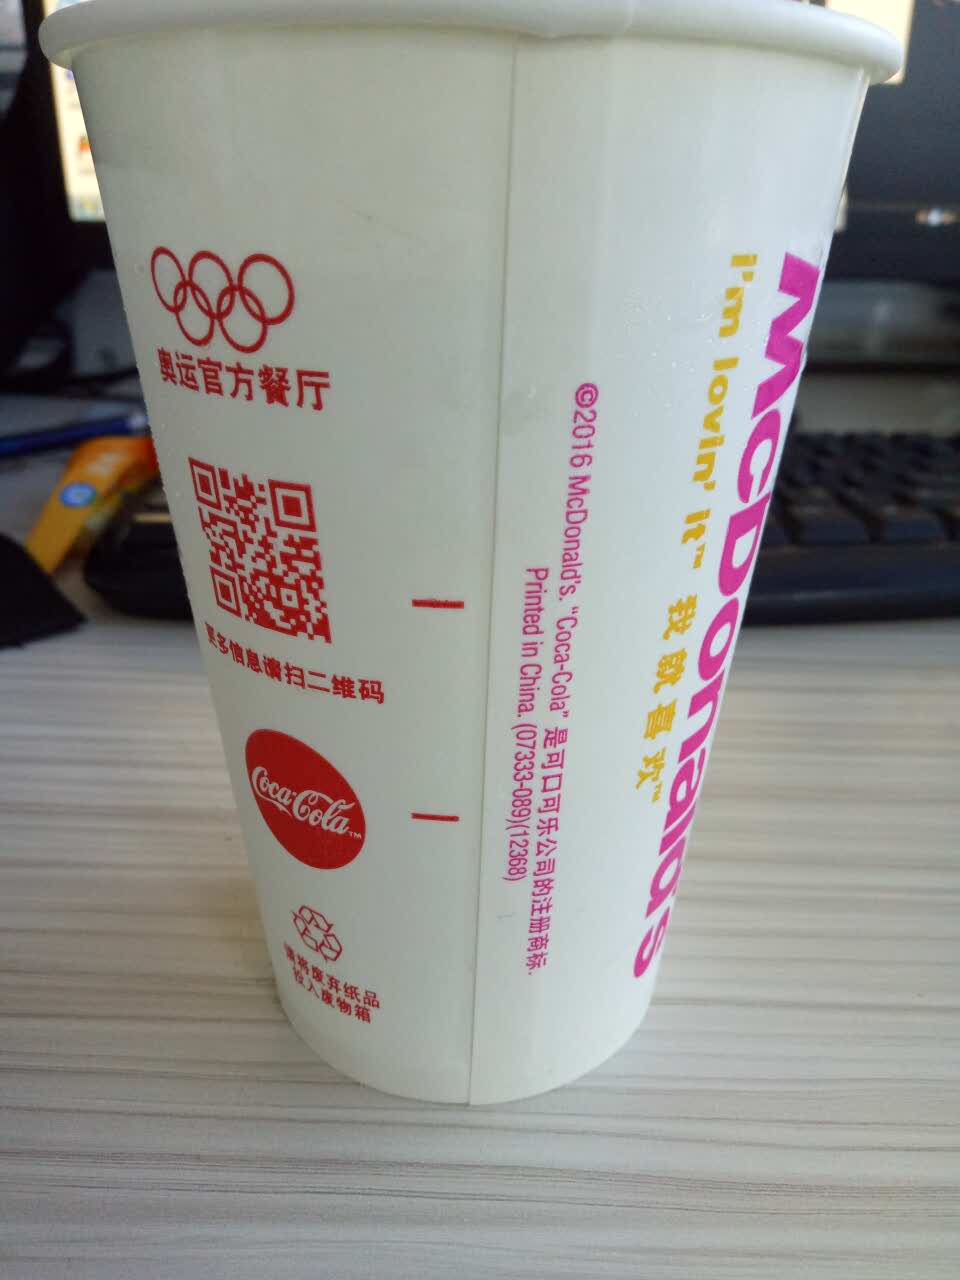 奥运官方餐厅
更多信息请扫二维码
Coca-Cola™
请将废弃纸品
投入废物箱
©2016 McDonald's. “Coca-Cola” 是可口可乐公司的注册商标.
Printed in China. (07333-089)(12368)
i'm lovin' it™ 我就喜欢™
McDonald's